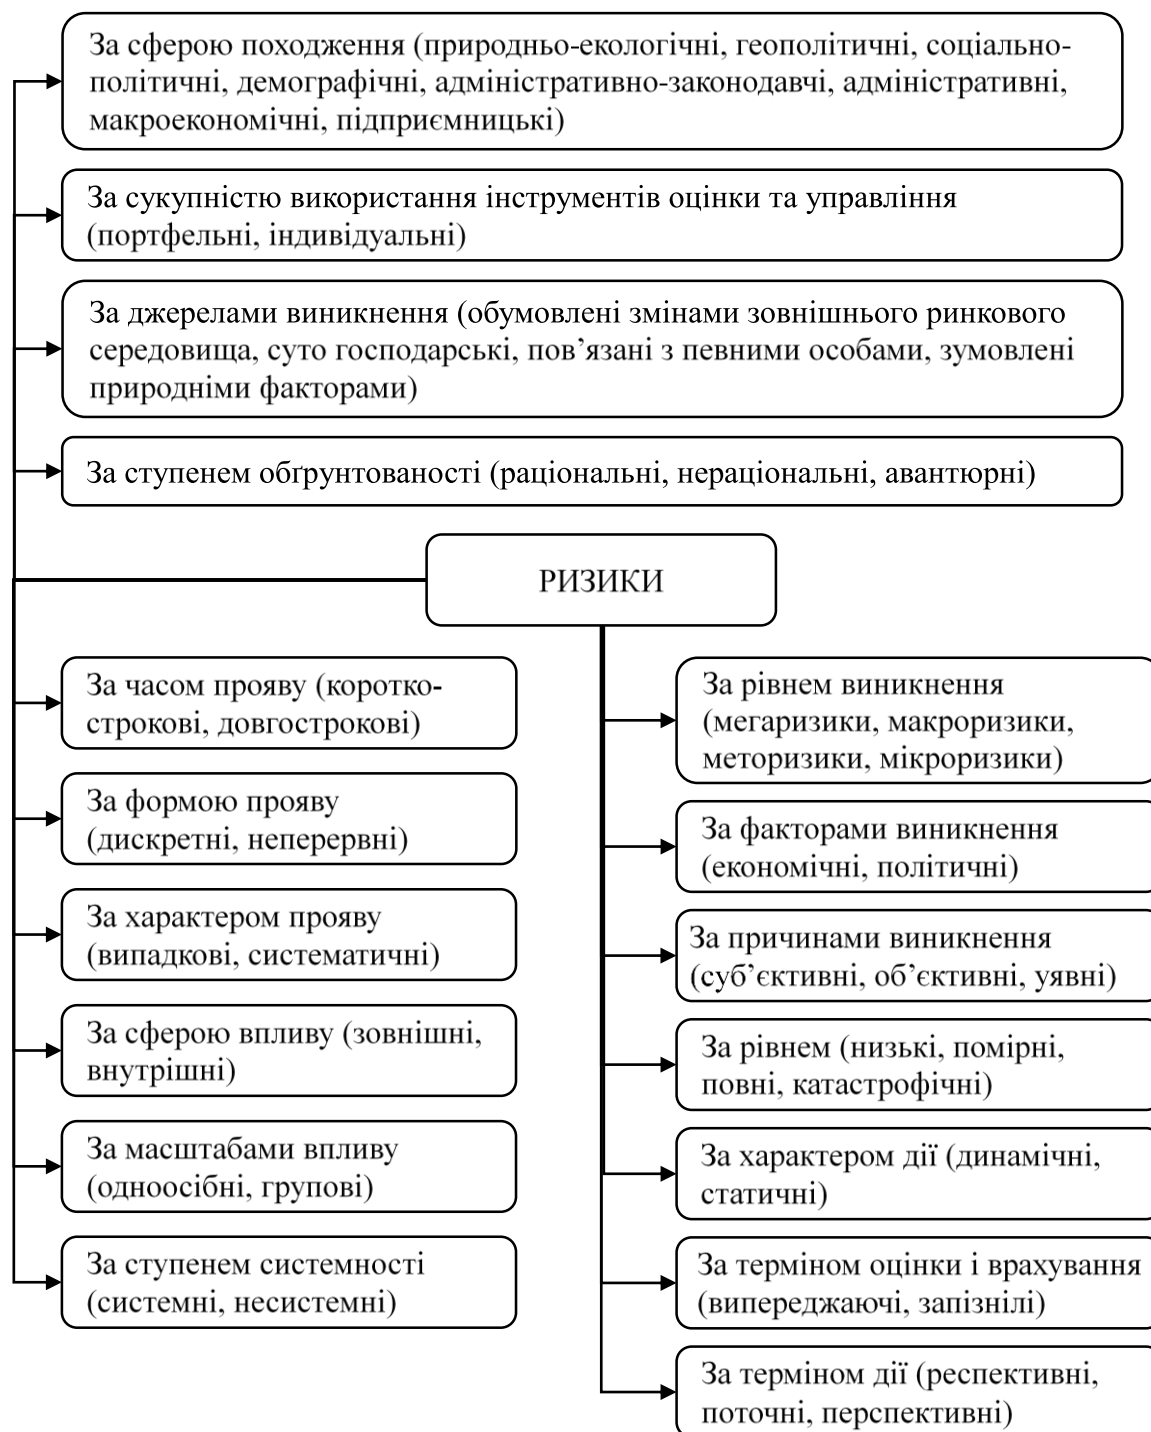 За сферою походження (природньо-екологічні, геополітичні, соціально-
політичні, демографічні, адміністративно-законодавчі, адміністративні,
макроекономічні, підприємницькі)
За сукупністю використання інструментів оцінки та управління
(портфельні, індивідуальні)
За джерелами виникнення (обумовлені змінами зовнішнього ринкового
середовища, суто господарські, пов’язані з певними особами, зумовлені
природніми факторами)
За ступенем обґрунтованості (раціональні, нераціональні, авантюрні)
РИЗИКИ
За часом прояву (коротко-
строкові, довгострокові)
За формою прояву
(дискретні, неперервні)
За характером прояву
(випадкові, систематичні)
За сферою впливу (зовнішні,
внутрішні)
За масштабами впливу
(одноосібні, групові)
За ступенем системності
(системні, несистемні)
За рівнем виникнення
(мегаризики, макроризики,
меторизики, мікроризики)
За факторами виникнення
(економічні, політичні)
За причинами виникнення
(суб’єктивні, об’єктивні, уявні)
За рівнем (низькі, помірні,
повні, катастрофічні)
За характером дії (динамічні,
статичні)
За терміном оцінки і врахування
(випереджаючі, запізнілі)
За терміном дії (респективні,
поточні, перспективні)